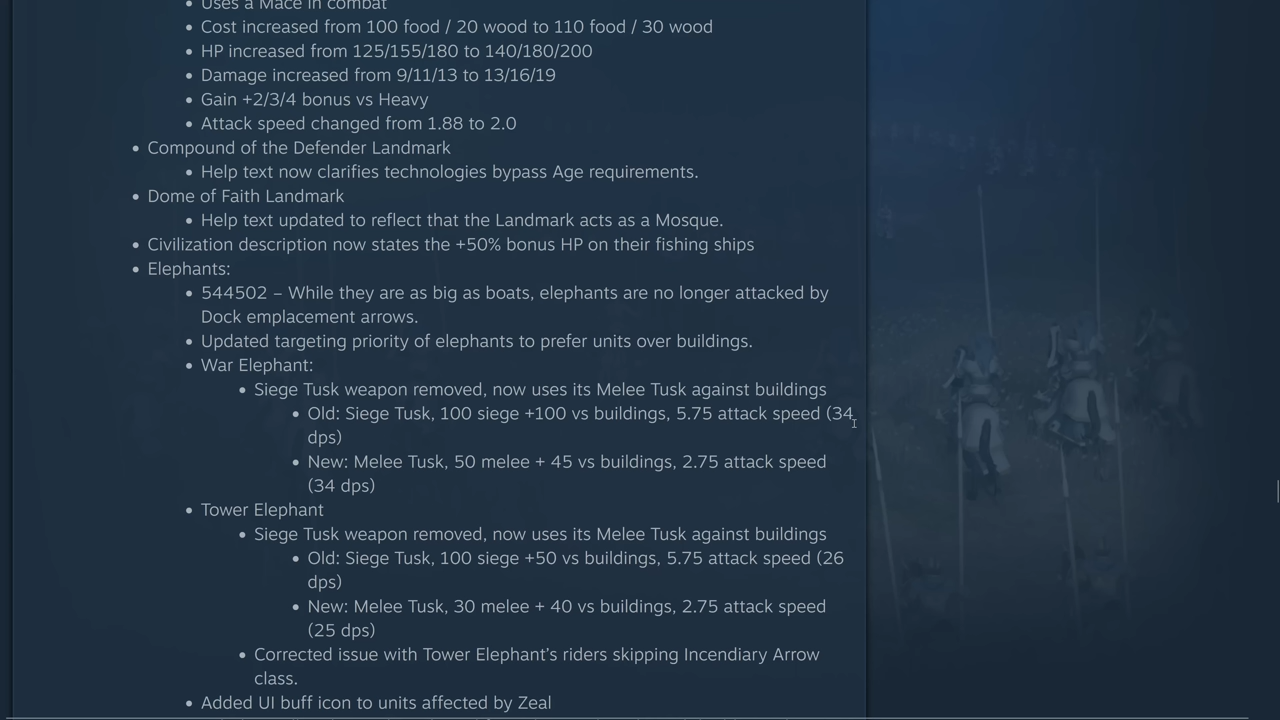 Uses a Mace in combat
Cost increased from 100 food / 20 wood to 110 food / 30 wood
HP increased from 125/155/180 to 140/180/200
Damage increased from 9/11/13 to 13/16/19
Gain +2/3/4 bonus vs Heavy
Attack speed changed from 1.88 to 2.0
Compound of the Defender Landmark
Help text now clarifies technologies bypass Age requirements.
Dome of Faith Landmark
Help text updated to reflect that the Landmark acts as a Mosque.
Civilization description now states the +50% bonus HP on their fishing ships
Elephants:
544502 – While they are as big as boats, elephants are no longer attacked by
Dock emplacement arrows.
Updated targeting priority of elephants to prefer units over buildings.
War Elephant:
Siege Tusk weapon removed, now uses its Melee Tusk against buildings
Old: Siege Tusk, 100 siege +100 vs buildings, 5.75 attack speed (34
dps)
New: Melee Tusk, 50 melee + 45 vs buildings, 2.75 attack speed
(34 dps)
Tower Elephant
Siege Tusk weapon removed, now uses its Melee Tusk against buildings
Old: Siege Tusk, 100 siege +50 vs buildings, 5.75 attack speed (26
dps)
New: Melee Tusk, 30 melee + 40 vs buildings, 2.75 attack speed
(25 dps)
Corrected issue with Tower Elephant’s riders skipping Incendiary Arrow
class.
Added UI buff icon to units affected by Zeal